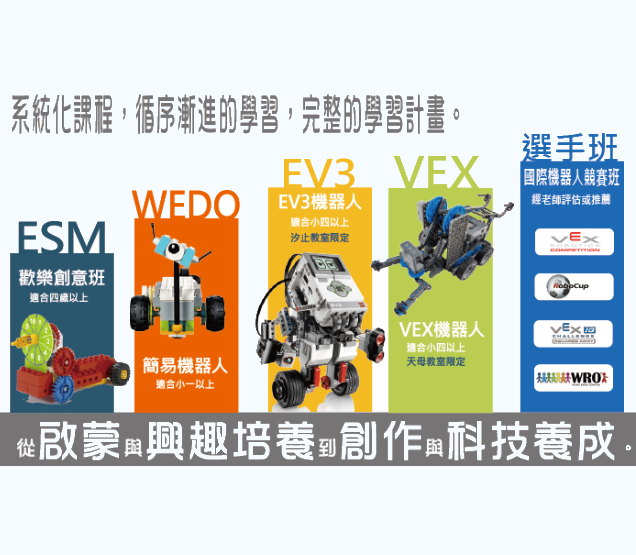 系統化課程，循序漸進的學習，完整的學習計畫。
ESM
歡樂創意班
適合四歲以上
WEDO
簡易機器人
適合小一以上
EV3
EV3機器人
適合小四以上
汐止教室限定
VEX
VEX機器人
適合小四以上
天母教室限定
選手班
國際機器人競賽班
經老師評估或推薦
VEX
ROBOTICS
COMPETITION
RoboCup
VEX IQ
CHALLENGE
WRO
從啟蒙與興趣培養到創作與科技養成。